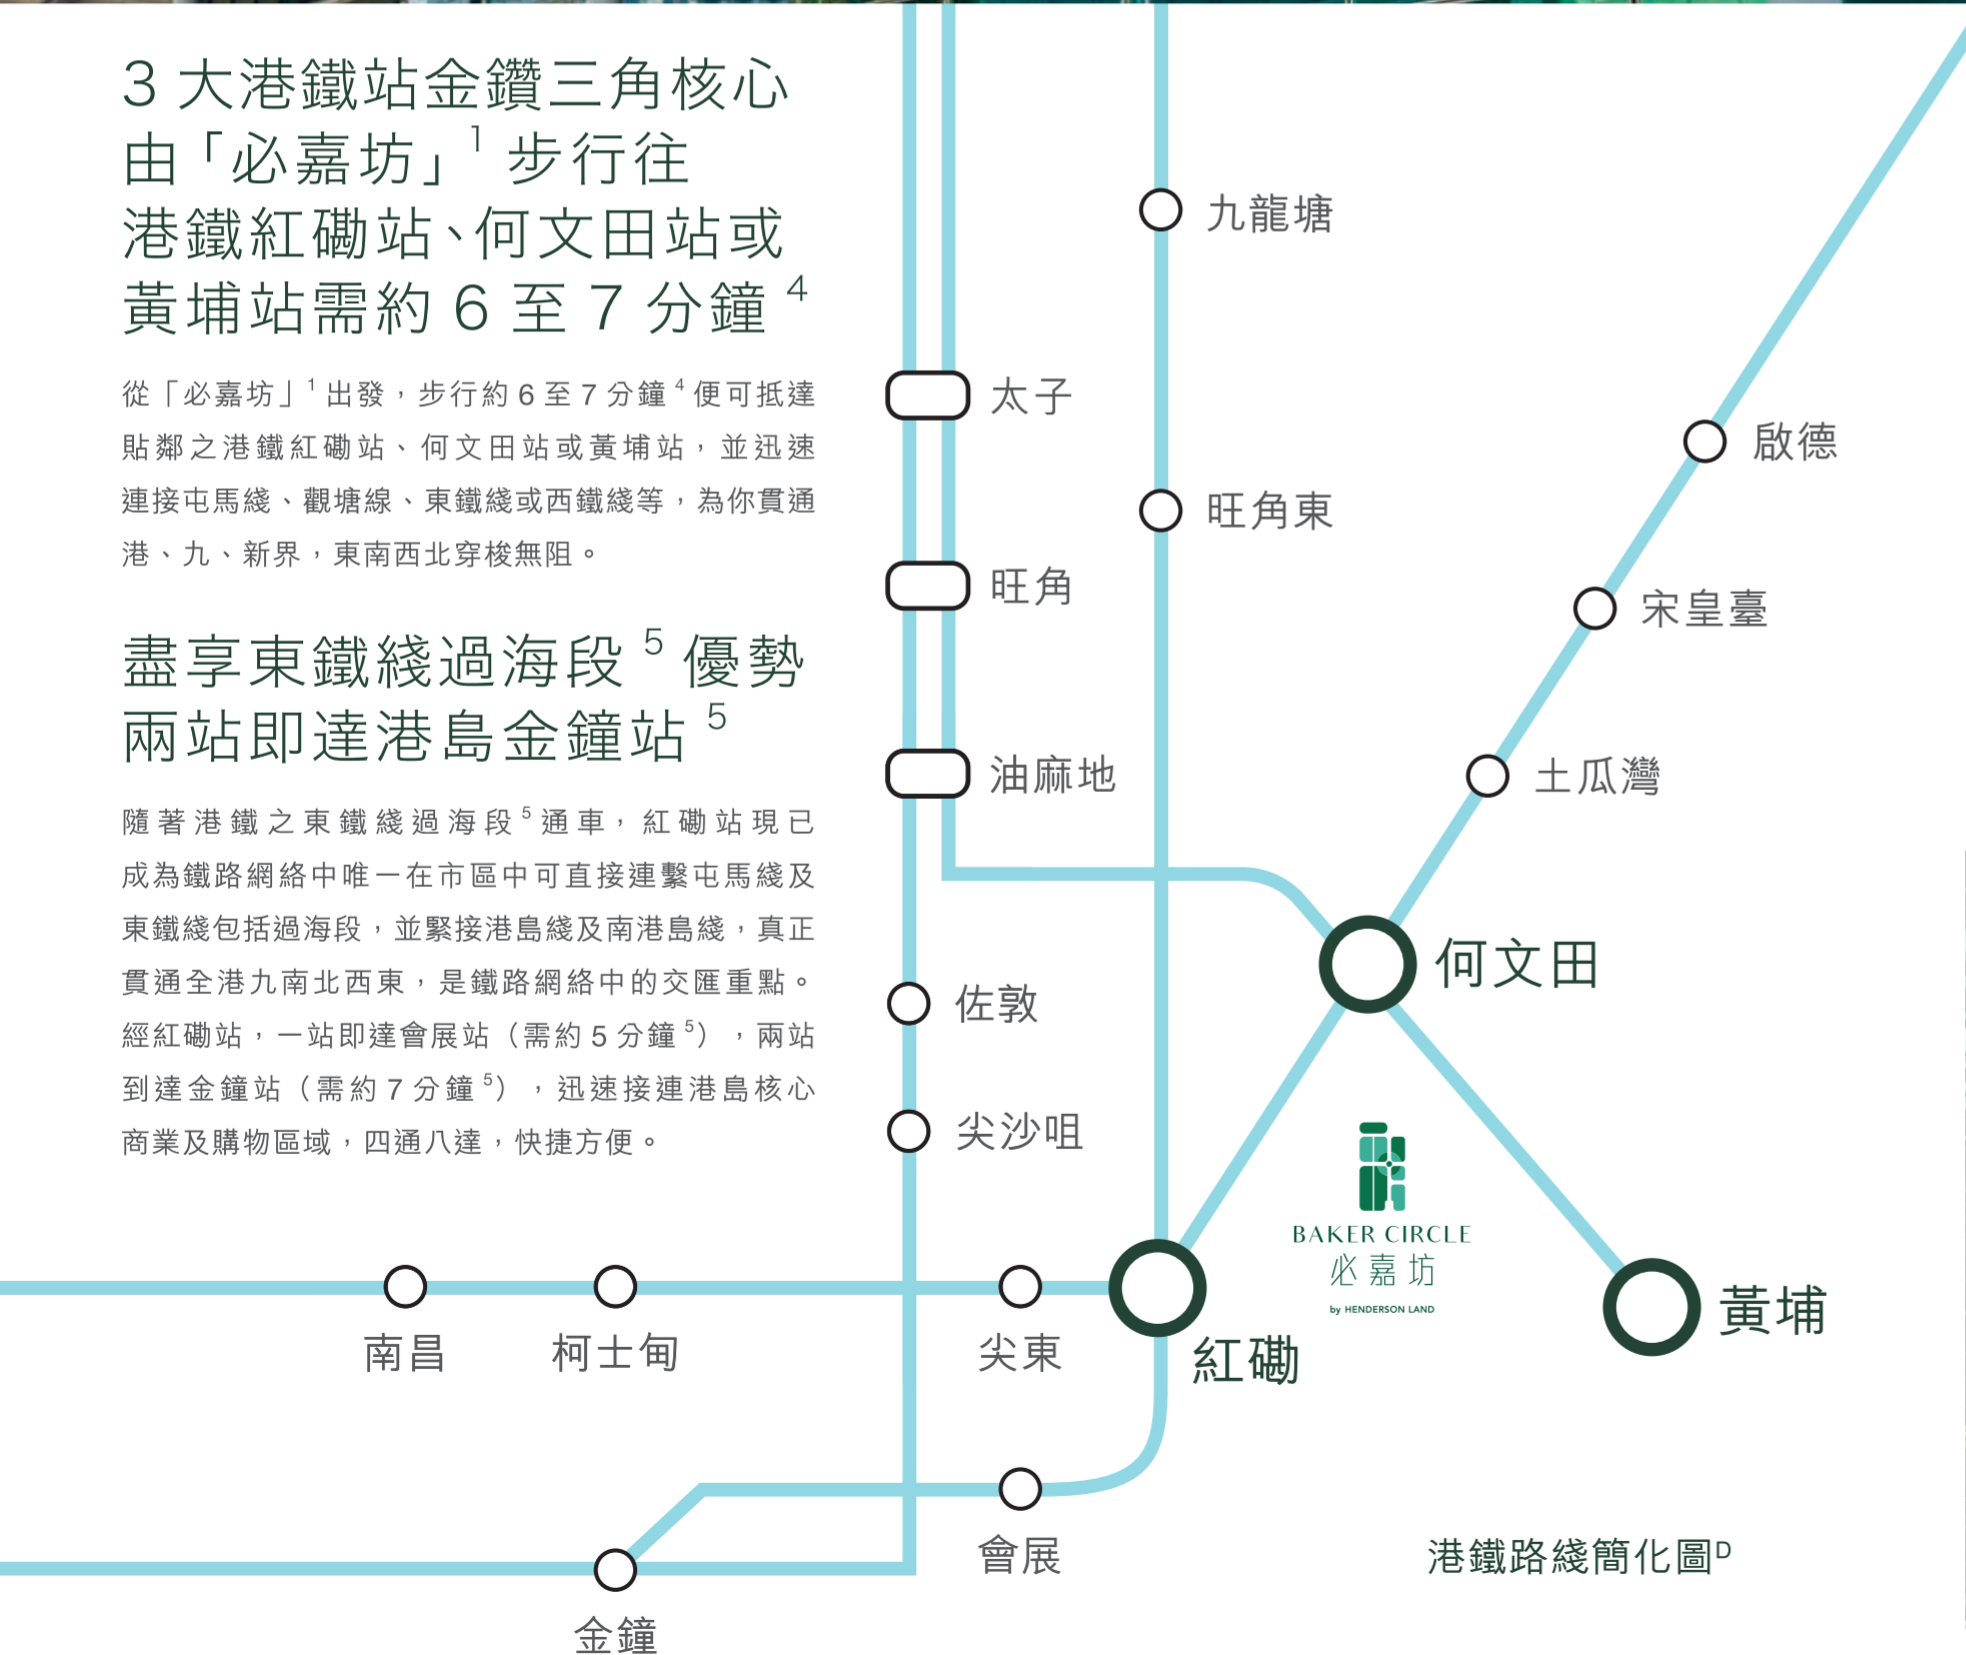 3 大港鐵站金鑽三角核心
由「必嘉坊」1 步行往
港鐵紅磡站、何文田站或
黃埔站需約 6 至 7 分鐘 4
從「必嘉坊」1 出發，步行約 6 至 7 分鐘 4 便可抵達
貼鄰之港鐵紅磡站、何文田站或黃埔站，並迅速
連接屯馬綫、觀塘線、東鐵綫或西鐵綫等，為你貫通
港、九、新界，東南西北穿梭無阻。
盡享東鐵綫過海段 5 優勢
兩站即達港島金鐘站 5
隨著港鐵之東鐵綫過海段 5 通車，紅磡站現已
成為鐵路網絡中唯一在市區中可直接連繫屯馬綫及
東鐵綫包括過海段，並緊接港島綫及南港島綫，真正
貫通全港九南北西東，是鐵路網絡中的交匯重點。
經紅磡站，一站即達會展站（需約 5 分鐘 5），兩站
到達金鐘站（需約 7 分鐘 5），迅速接連港島核心
商業及購物區域，四通八達，快捷方便。
九龍塘
太子
啟德
旺角東
旺角
宋皇臺
油麻地
土瓜灣
何文田
佐敦
尖沙咀
BAKER CIRCLE
必嘉坊
by HENDERSON LAND
黃埔
南昌
柯士甸
尖東
紅磡
會展
金鐘
港鐵路綫簡化圖D